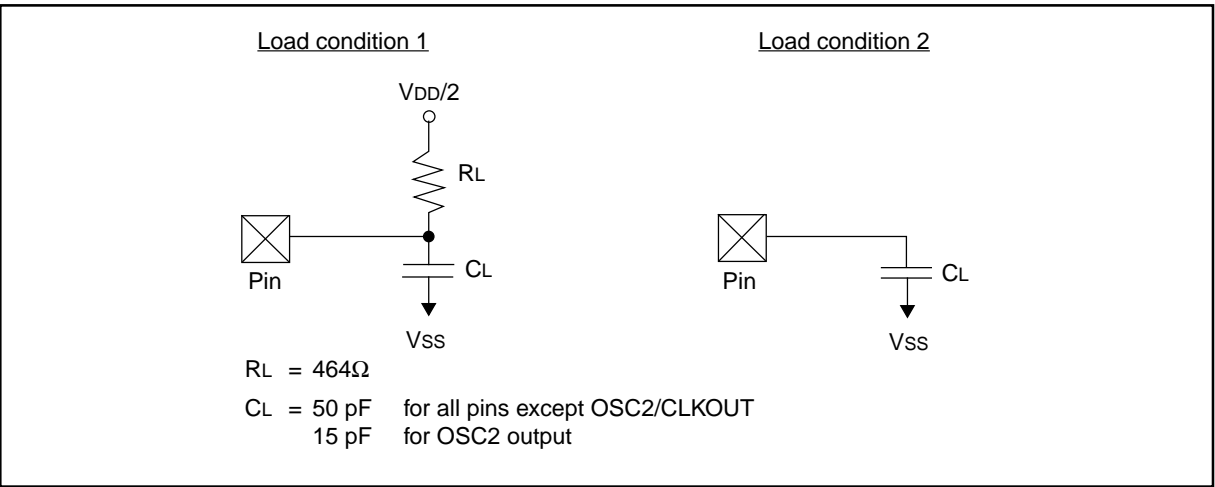 Load condition 1
VDD/2
RL
Pin
CL
VSS
Load condition 2
Pin
CL
VSS
RL = 464Ω
CL = 50 pF for all pins except OSC2/CLKOUT
15 pF for OSC2 output